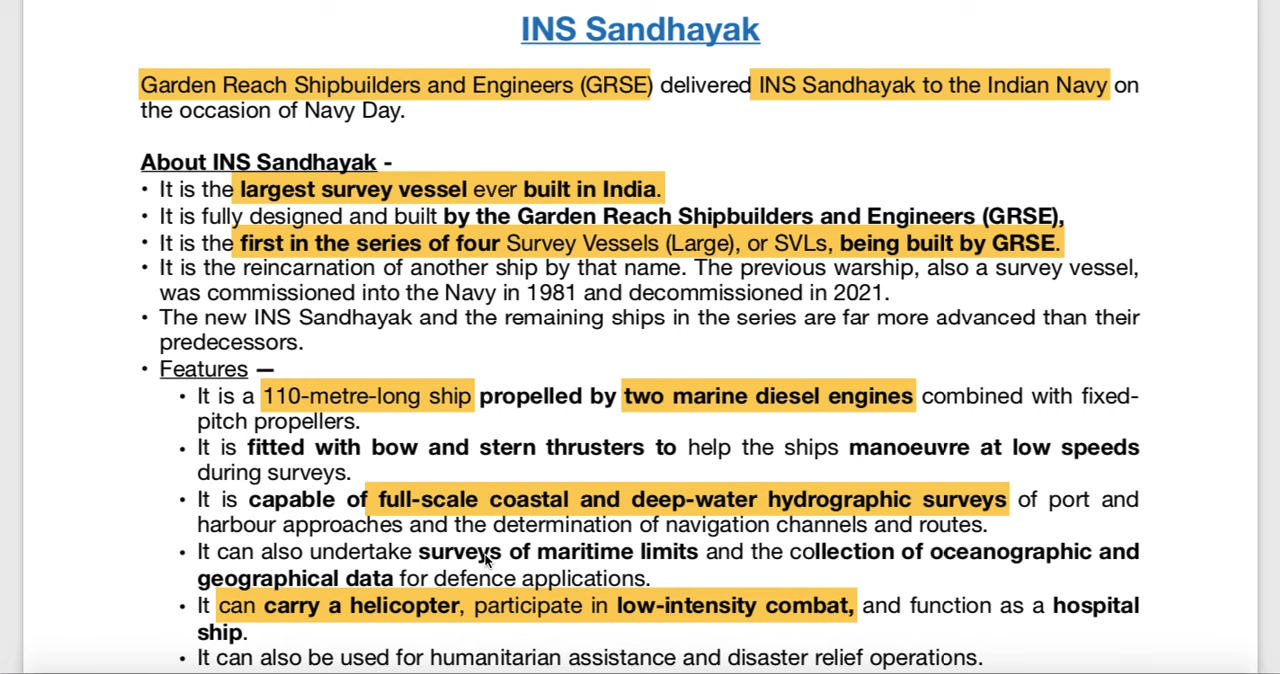 INS Sandhayak
Garden Reach Shipbuilders and Engineers (GRSE) delivered INS Sandhayak to the Indian Navy on
the occasion of Navy Day.
About INS Sandhayak -
• It is the largest survey vessel ever built in India.
• It is fully designed and built by the Garden Reach Shipbuilders and Engineers (GRSE),
• It is the first in the series of four Survey Vessels (Large), or SVLs, being built by GRSE.
• It is the reincarnation of another ship by that name. The previous warship, also a survey vessel,
was commissioned into the Navy in 1981 and decommissioned in 2021.
• The new INS Sandhayak and the remaining ships in the series are far more advanced than their
predecessors.
• Features —
• It is a 110-metre-long ship propelled by two marine diesel engines combined with fixed-
pitch propellers.
• It is fitted with bow and stern thrusters to help the ships manoeuvre at low speeds
during surveys.
• It is capable of full-scale coastal and deep-water hydrographic surveys of port and
harbour approaches and the determination of navigation channels and routes.
• It can also undertake surveys of maritime limits and the collection of oceanographic and
geographical data for defence applications.
• It can carry a helicopter, participate in low-intensity combat, and function as a hospital
ship.
• It can also be used for humanitarian assistance and disaster relief operations.